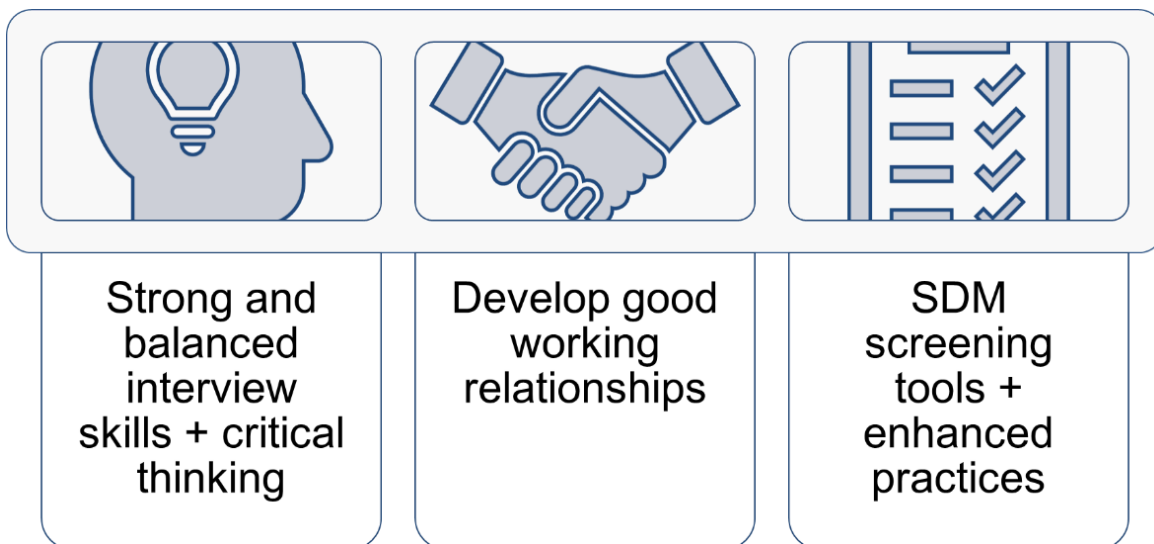 Strong and
balanced
interview
skills + critical
thinking
Develop good
working
relationships
SDM
screening
tools +
enhanced
practices